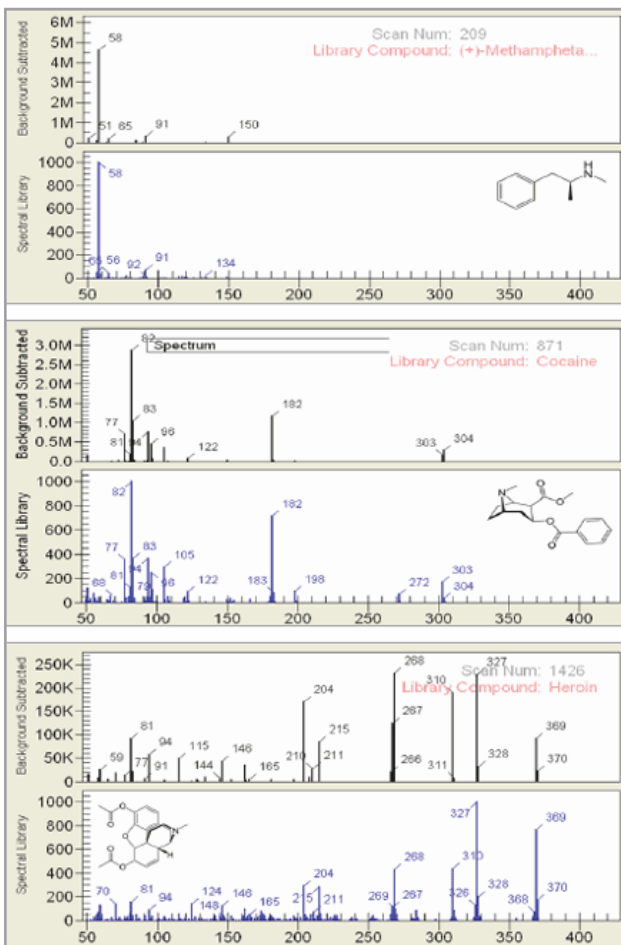 6M
5M
4M
3M
2M
1M
0
Background Subtracted
Scan Num: 209
Library Compound: (+)-Methampheta...
58
51
65
91
150
1000
800
600
400
200
0
Spectral Library
58
65
56
92
91
134
H
N
50
100
150
200
250
300
350
400
3.0M
2.5M
2.0M
1.5M
1.0M
0.5M
0.0
Background Subtracted
Spectrum
Scan Num: 871
Library Compound: Cocaine
82
83
77
81
94
96
122
182
303
304
1000
800
600
400
200
0
Spectral Library
82
77
83
94
105
68
81
79
96
122
183
182
198
272
303
304
N
O
O
O
O
50
100
150
200
250
300
350
400
250K
200K
150K
100K
50K
0
Background Subtracted
Scan Num: 1426
Library Compound: Heroin
59
81
77
94
91
115
144
146
165
204
210
211
215
268
267
266
310
311
327
328
369
370
1000
800
600
400
200
0
Spectral Library
O
O
O
O
O
N
H
70
81
94
124
148
146
165
204
215
211
268
269
267
310
327
326
328
368
369
370
50
100
150
200
250
300
350
400